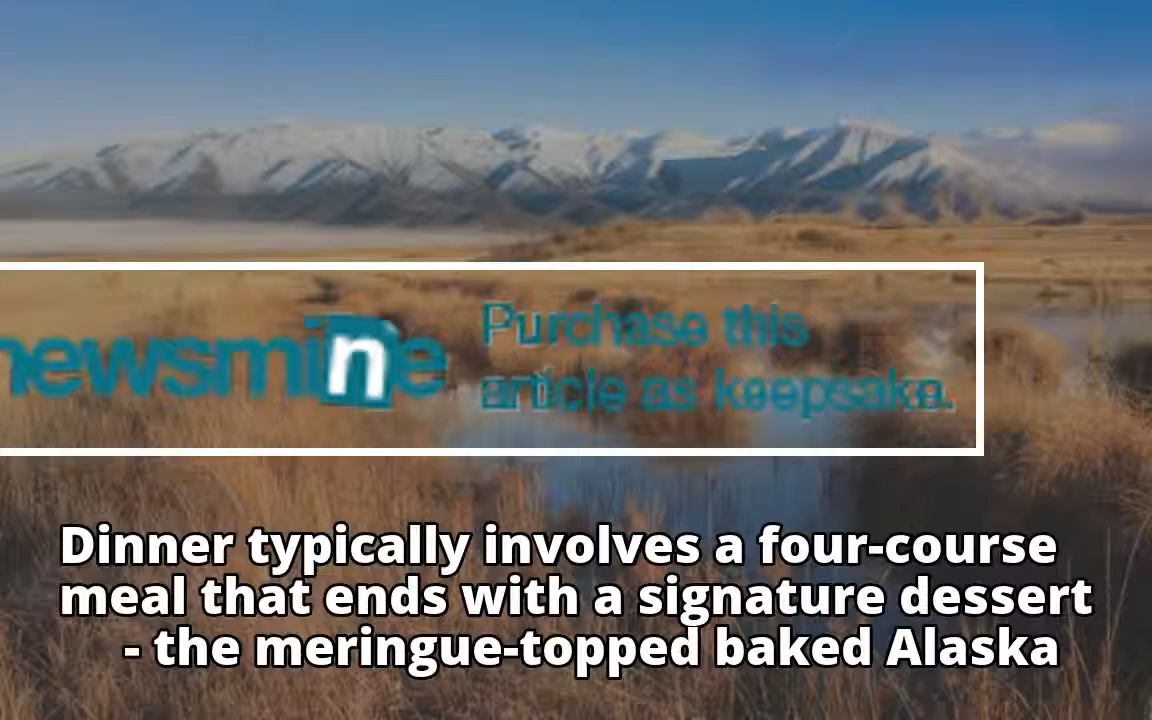 newsmine
Purchase this
article as keepsake.
Dinner typically involves a four-course
meal that ends with a signature dessert
- the meringue-topped baked Alaska